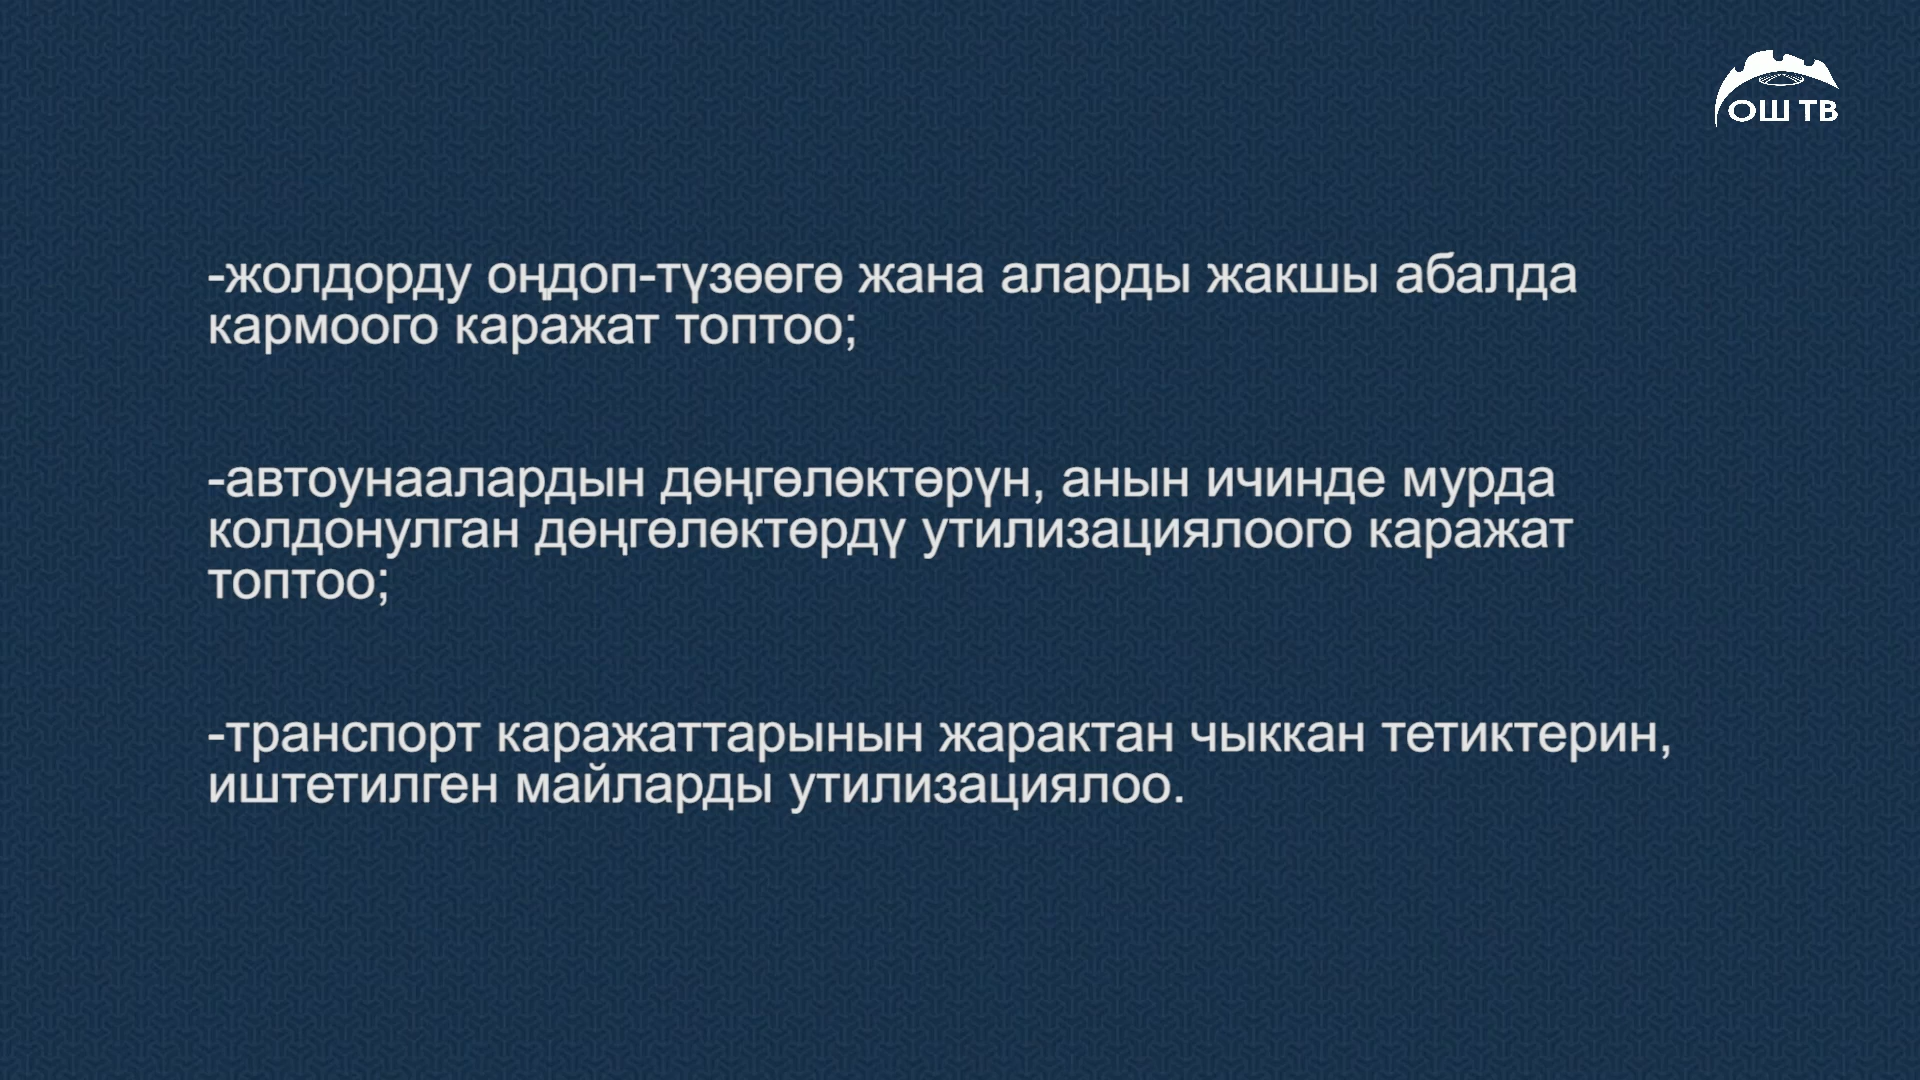 ОШ ТВ
-жолдорду оңдоп-түзөөгө жана аларды жакшы абалда
кармоого каражат топтоо;
-автоунаалардын дөңгөлөктөрүн, анын ичинде мурда
колдонулган дөңгөлөктөрдү утилизациялоого каражат
топтоо;
-транспорт каражаттарынын жарактан чыккан тетиктерин,
иштетилген майларды утилизациялоо.